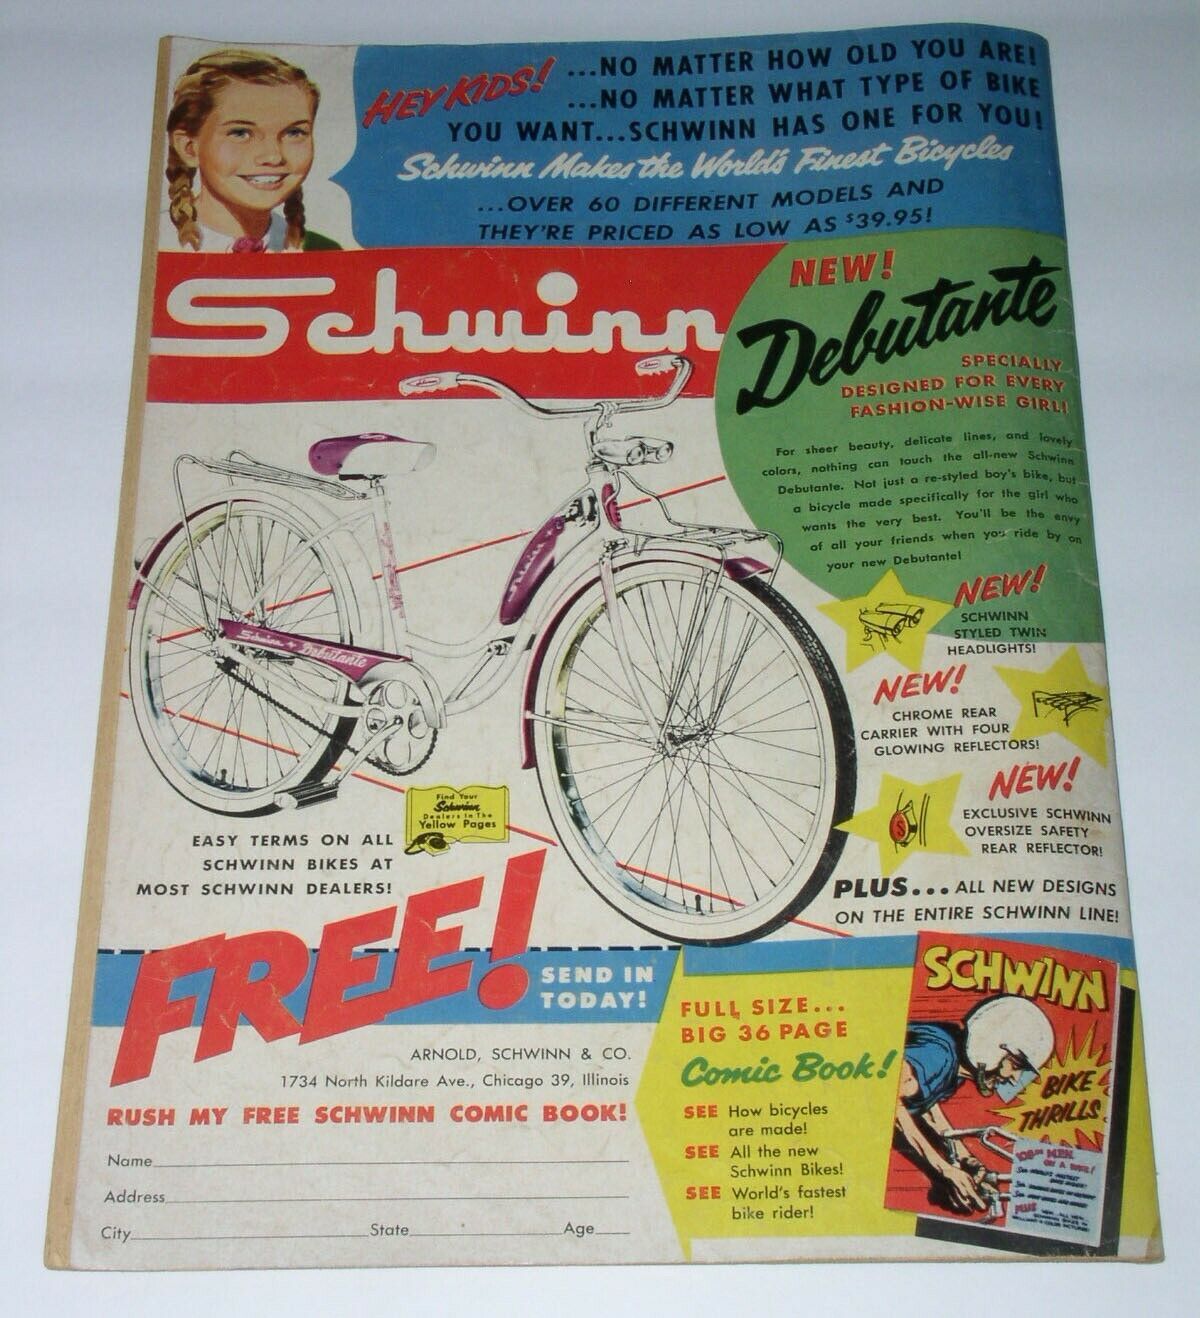 HEY KIDS!
...NO MATTER HOW OLD YOU ARE!
...NO MATTER WHAT TYPE OF BIKE
YOU WANT...SCHWINN HAS ONE FOR YOU!
Schwinn Makes the World's Finest Bicycles
...OVER 60 DIFFERENT MODELS AND
THEY'RE PRICED AS LOW AS $39.95!
Schwinn
NEW!
Debutante
SPECIALLY
DESIGNED FOR EVERY
FASHION-WISE GIRL!
For sheer beauty, delicate lines, and lovely
colors, nothing can touch the all-new Schwinn
Debutante. Not just a re-styled boy's bike, but
a bicycle made specifically for the girl who
wants the very best. You'll be the envy
of all your friends when you ride by on
your new Debutante!
Schwinn
Schwinn Debutante
NEW!
SCHWINN
STYLED TWIN
HEADLIGHTS!
NEW!
CHROME REAR
CARRIER WITH FOUR
GLOWING REFLECTORS!
NEW!
EXCLUSIVE SCHWINN
OVERSIZE SAFETY
REAR REFLECTOR!
S
PLUS... ALL NEW DESIGNS
ON THE ENTIRE SCHWINN LINE!
Find Your
Schwinn
Dealers In The
Yellow Pages
EASY TERMS ON ALL
SCHWINN BIKES AT
MOST SCHWINN DEALERS!
FREE!
SEND IN
TODAY!
ARNOLD, SCHWINN & CO.
1734 North Kildare Ave., Chicago 39, Illinois
RUSH MY FREE SCHWINN COMIC BOOK!
Name
Address
City State Age
FULL SIZE...
BIG 36 PAGE
Comic Book!
SEE How bicycles
are made!
SEE All the new
Schwinn Bikes!
SEE World's fastest
bike rider!
SCHWINN
BIKE
THRILLS
ON A BIKE!
PLUS